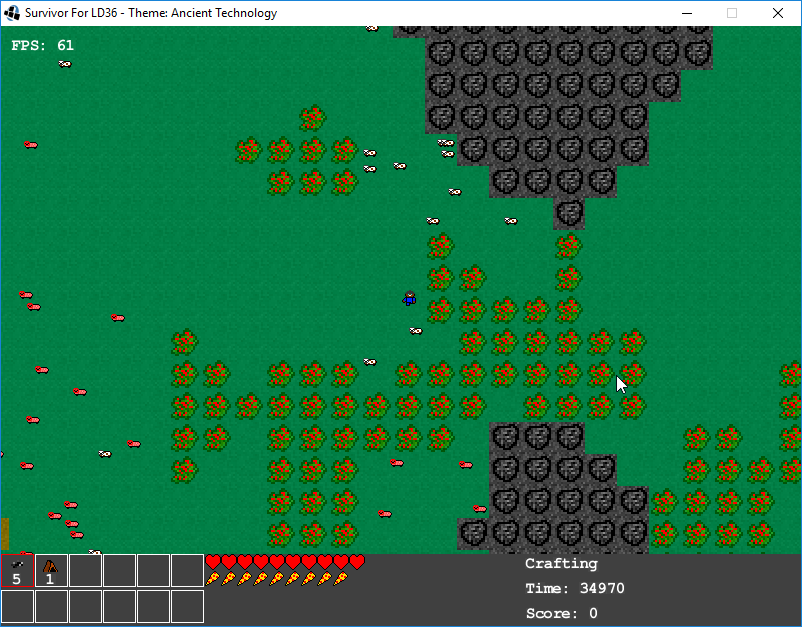 Survivor For LD36 - Theme: Ancient Technology
FPS: 61
5 1
Crafting
Time: 34970
Score: 0